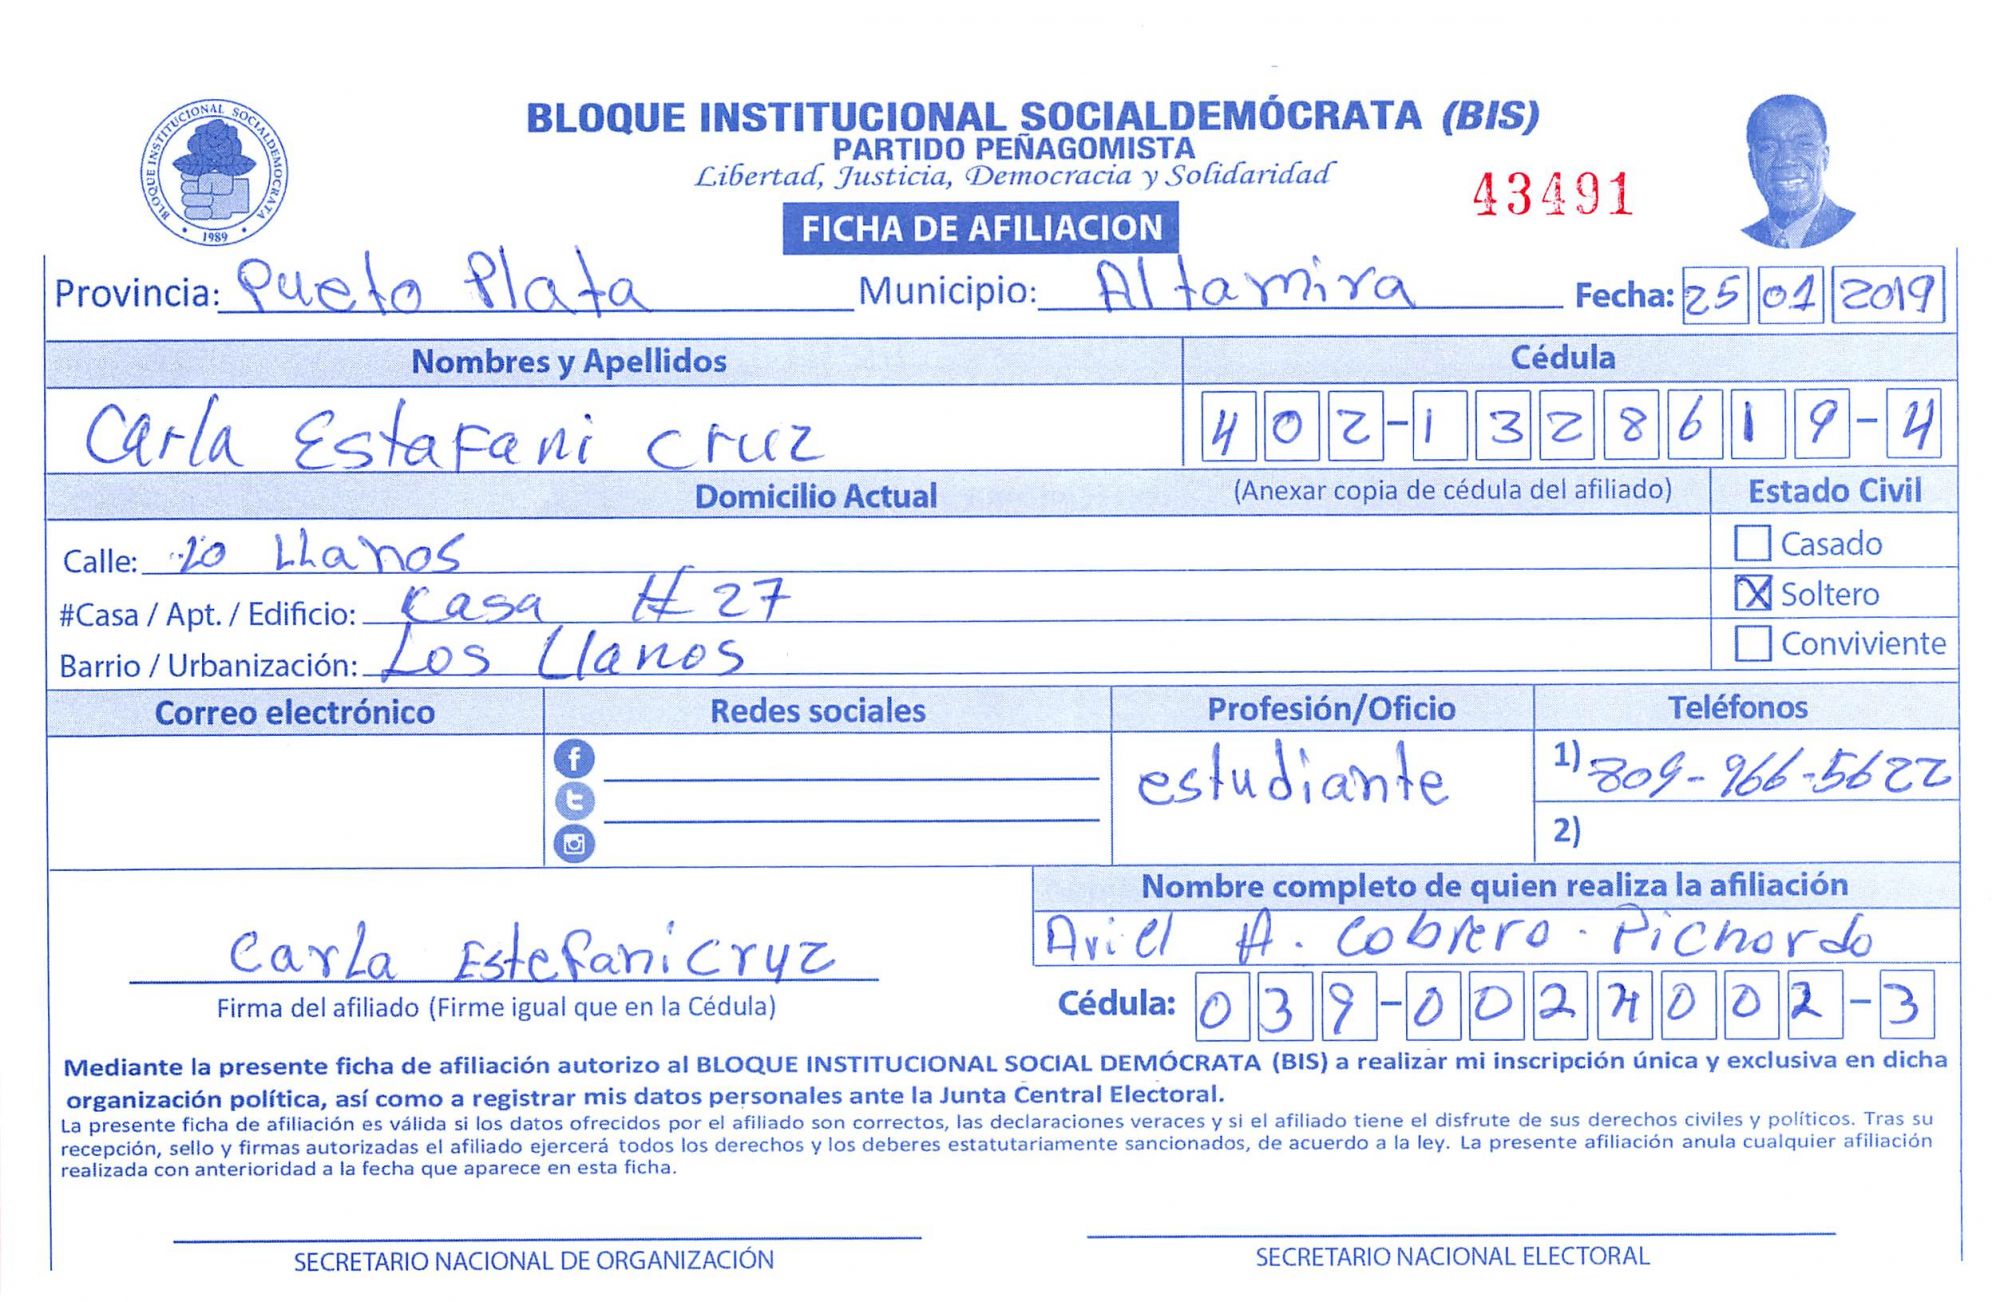 BLOQUE INSTITUCIONAL SOCIALDEMÓCRATA (BIS)
PARTIDO PEÑAGOMISTA
Libertad, Justicia, Democracia y Solidaridad
43491
BLOQUE INSTITUCIONAL SOCIALDEMOCRATA
1989
FICHA DE AFILIACION
Provincia: Pueto Plata Municipio: Altamira Fecha: 25 01 2019
Nombres y Apellidos Cédula
Carla Estafani Cruz 402-1328619-4
Domicilio Actual (Anexar copia de cédula del afiliado) Estado Civil
Calle: Lo LLanos Casado
#Casa / Apt. / Edificio: Casa # 27 X Soltero
Barrio / Urbanización: Los Llanos Conviviente
Correo electrónico Redes sociales Profesión/Oficio Teléfonos
estudiante 1) 809-966-5622
2)
Nombre completo de quien realiza la afiliación
Ariel A. Cobrero. Pichordo
Carla Estefani Cruz
Firma del afiliado (Firme igual que en la Cédula) Cédula: 039-0024002-3
Mediante la presente ficha de afiliación autorizo al BLOQUE INSTITUCIONAL SOCIAL DEMÓCRATA (BIS) a realizar mi inscripción única y exclusiva en dicha
organización política, así como a registrar mis datos personales ante la Junta Central Electoral.
La presente ficha de afiliación es válida si los datos ofrecidos por el afiliado son correctos, las declaraciones veraces y si el afiliado tiene el disfrute de sus derechos civiles y políticos. Tras su
recepción, sello y firmas autorizadas el afiliado ejercerá todos los derechos y los deberes estatutariamente sancionados, de acuerdo a la ley. La presente afiliación anula cualquier afiliación
realizada con anterioridad a la fecha que aparece en esta ficha.
SECRETARIO NACIONAL DE ORGANIZACIÓN SECRETARIO NACIONAL ELECTORAL